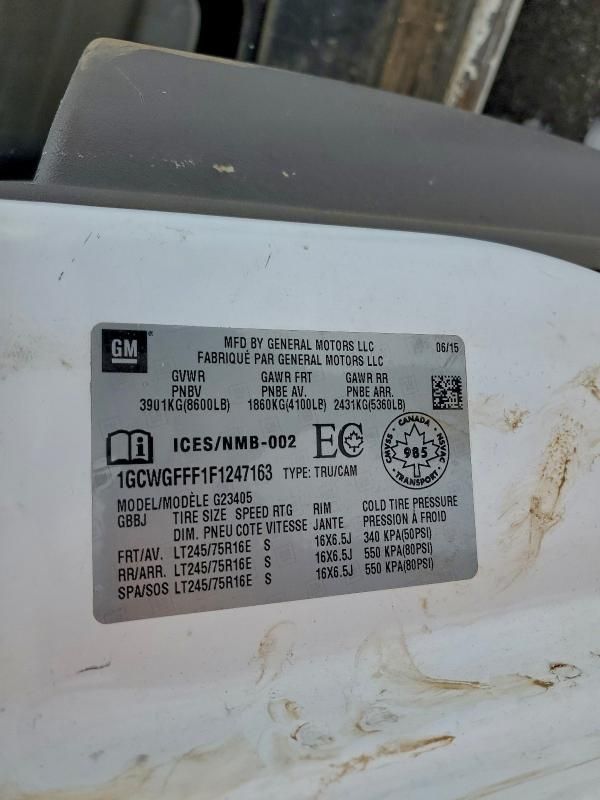 GM
MFD BY GENERAL MOTORS LLC
FABRIQUÉ PAR GENERAL MOTORS LLC
06/15
GVWR GAWR FRT GAWR RR
PNBV PNBE AV. PNBE ARR.
3901KG(8600LB) 1860KG(4100LB) 2431KG(5360LB)
ICES/NMB-002 EC
CANADA
CMVSS 985 NSVAC
TRANSPORT
1GCWGFFF1F1247163 TYPE: TRU/CAM
MODEL/MODÈLE G23405
GBBJ TIRE SIZE SPEED RTG RIM COLD TIRE PRESSURE
DIM. PNEU COTE VITESSE JANTE PRESSION À FROID
FRT/AV. LT245/75R16E S 16X6.5J 340 KPA(50PSI)
RR/ARR. LT245/75R16E S 16X6.5J 550 KPA(80PSI)
SPA/SOS LT245/75R16E S 16X6.5J 550 KPA(80PSI)